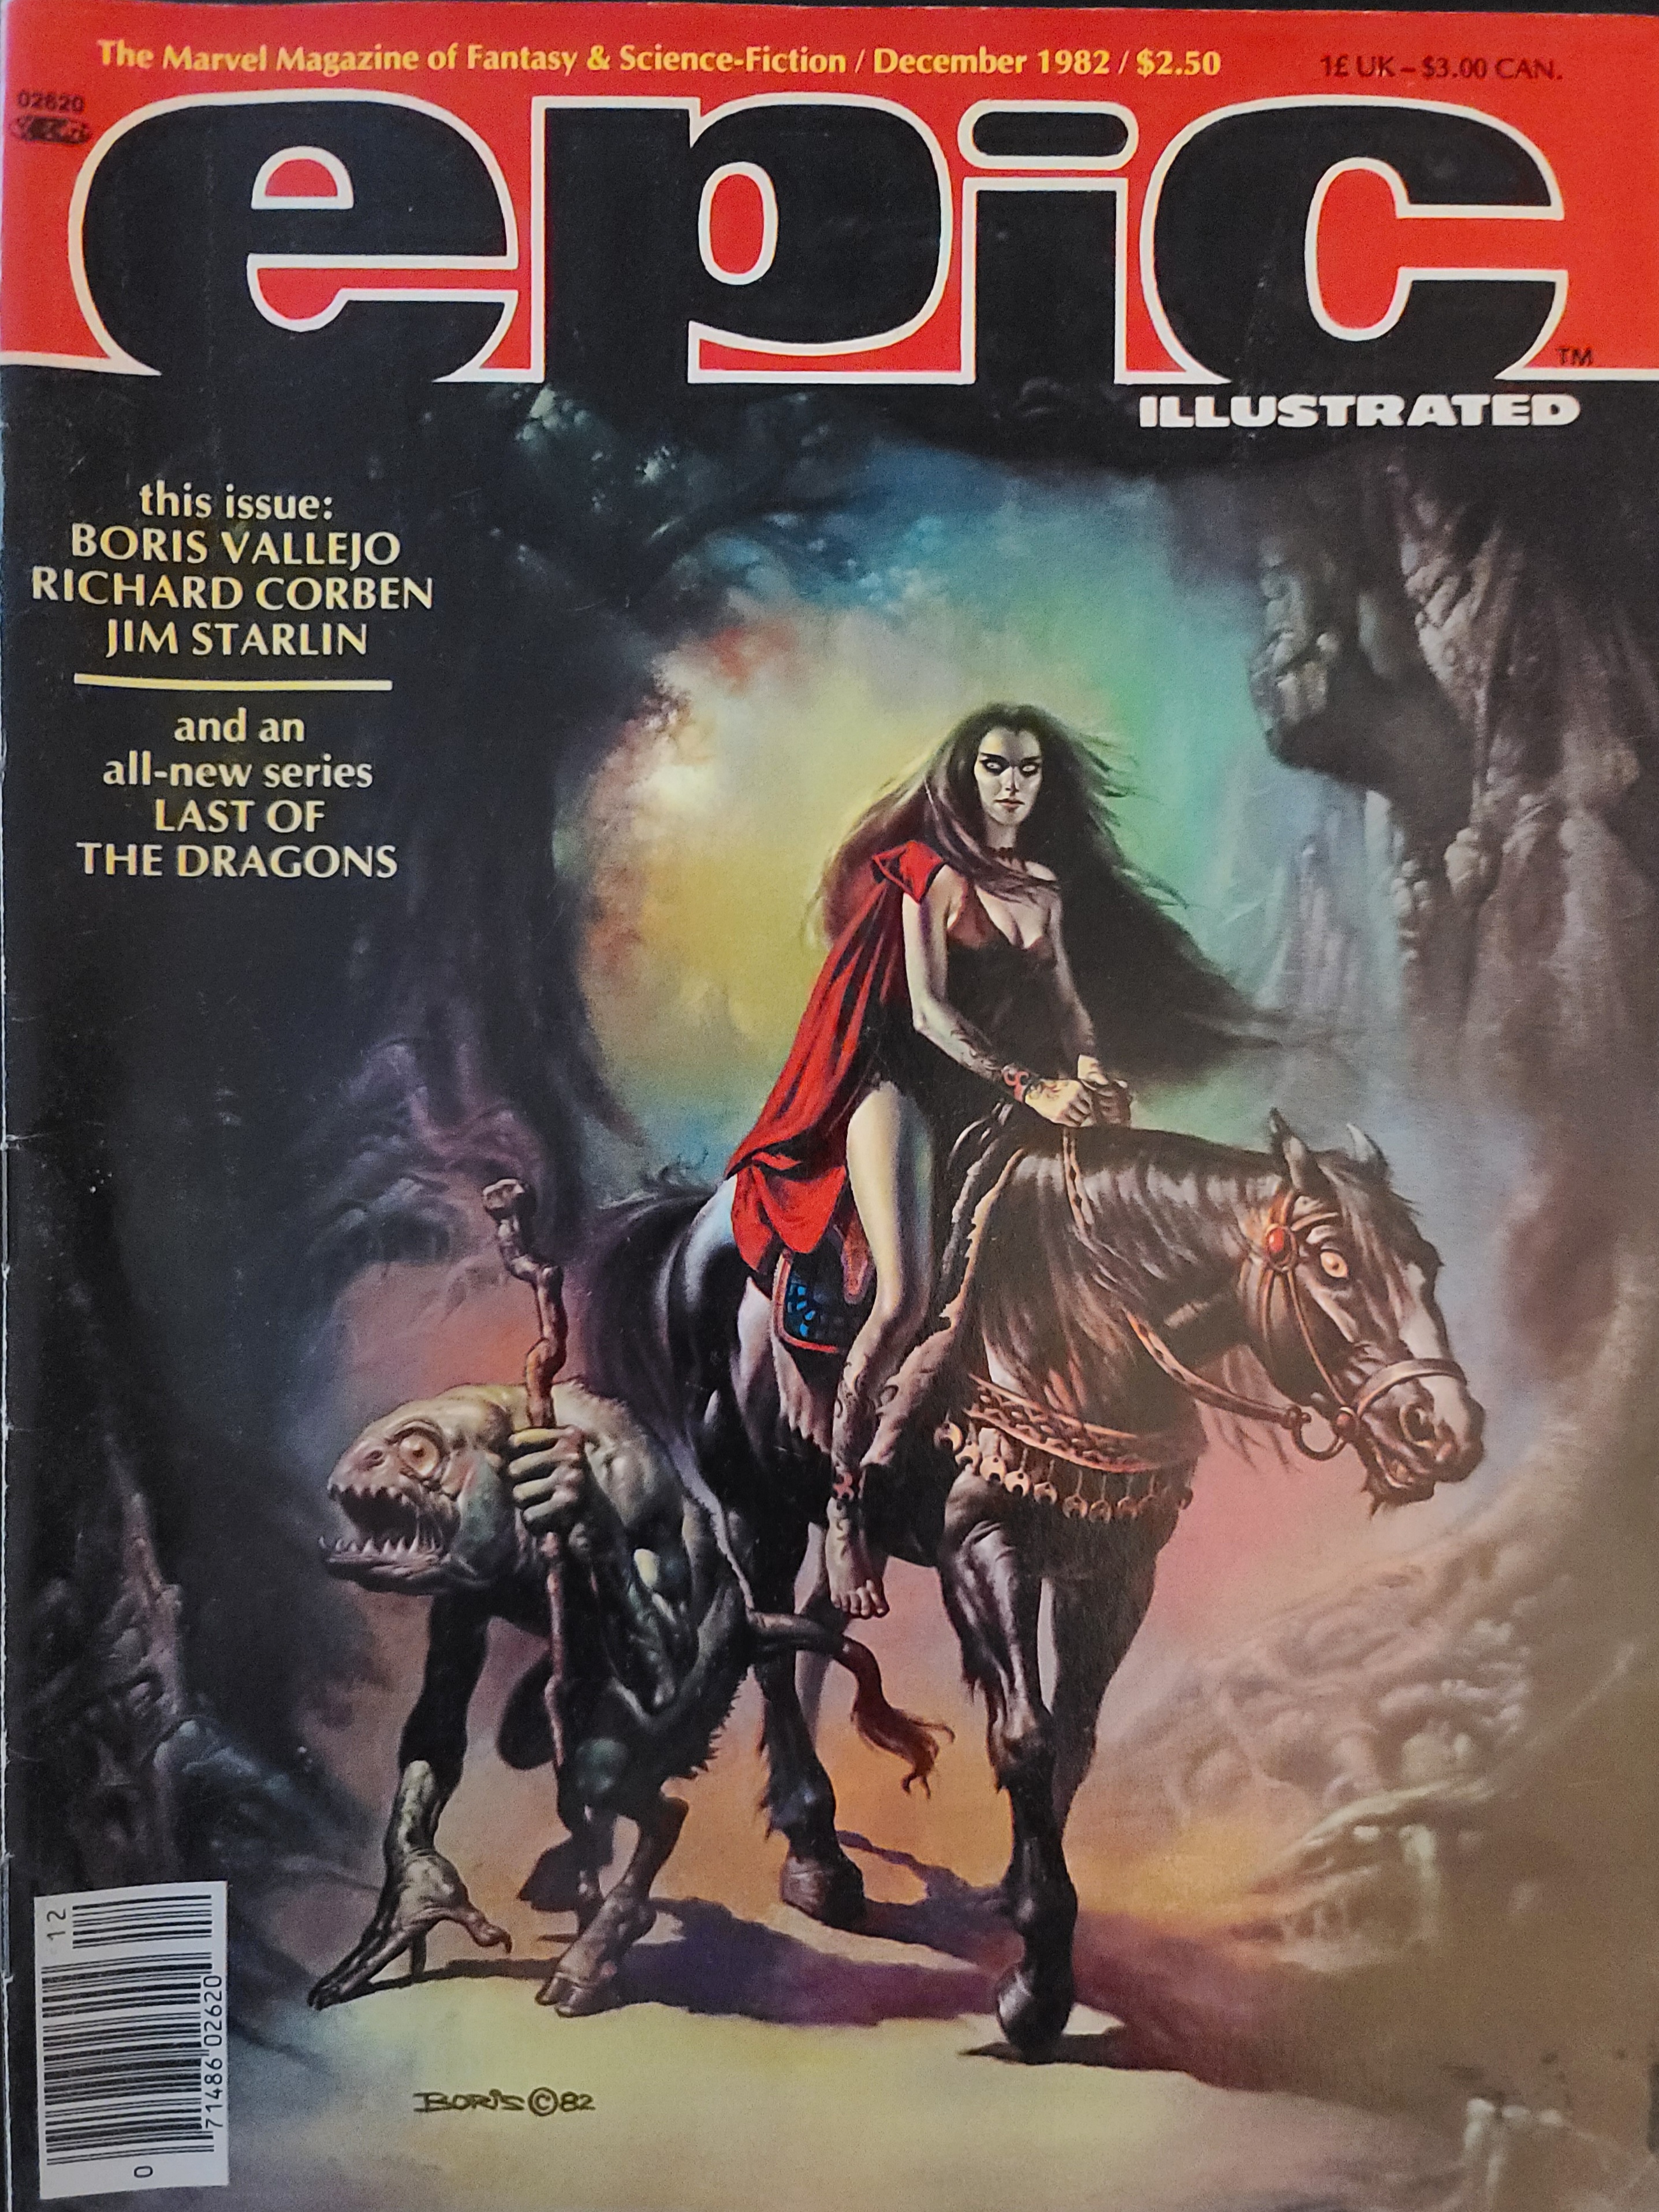 The Marvel Magazine of Fantasy & Science-Fiction / December 1982 / $2.50
1£ UK – $3.00 CAN.
02620
epic
TM
ILLUSTRATED
this issue:
BORIS VALLEJO
RICHARD CORBEN
JIM STARLIN
and an
all-new series
LAST OF
THE DRAGONS
12
0 71486 02620
BORIS © 82